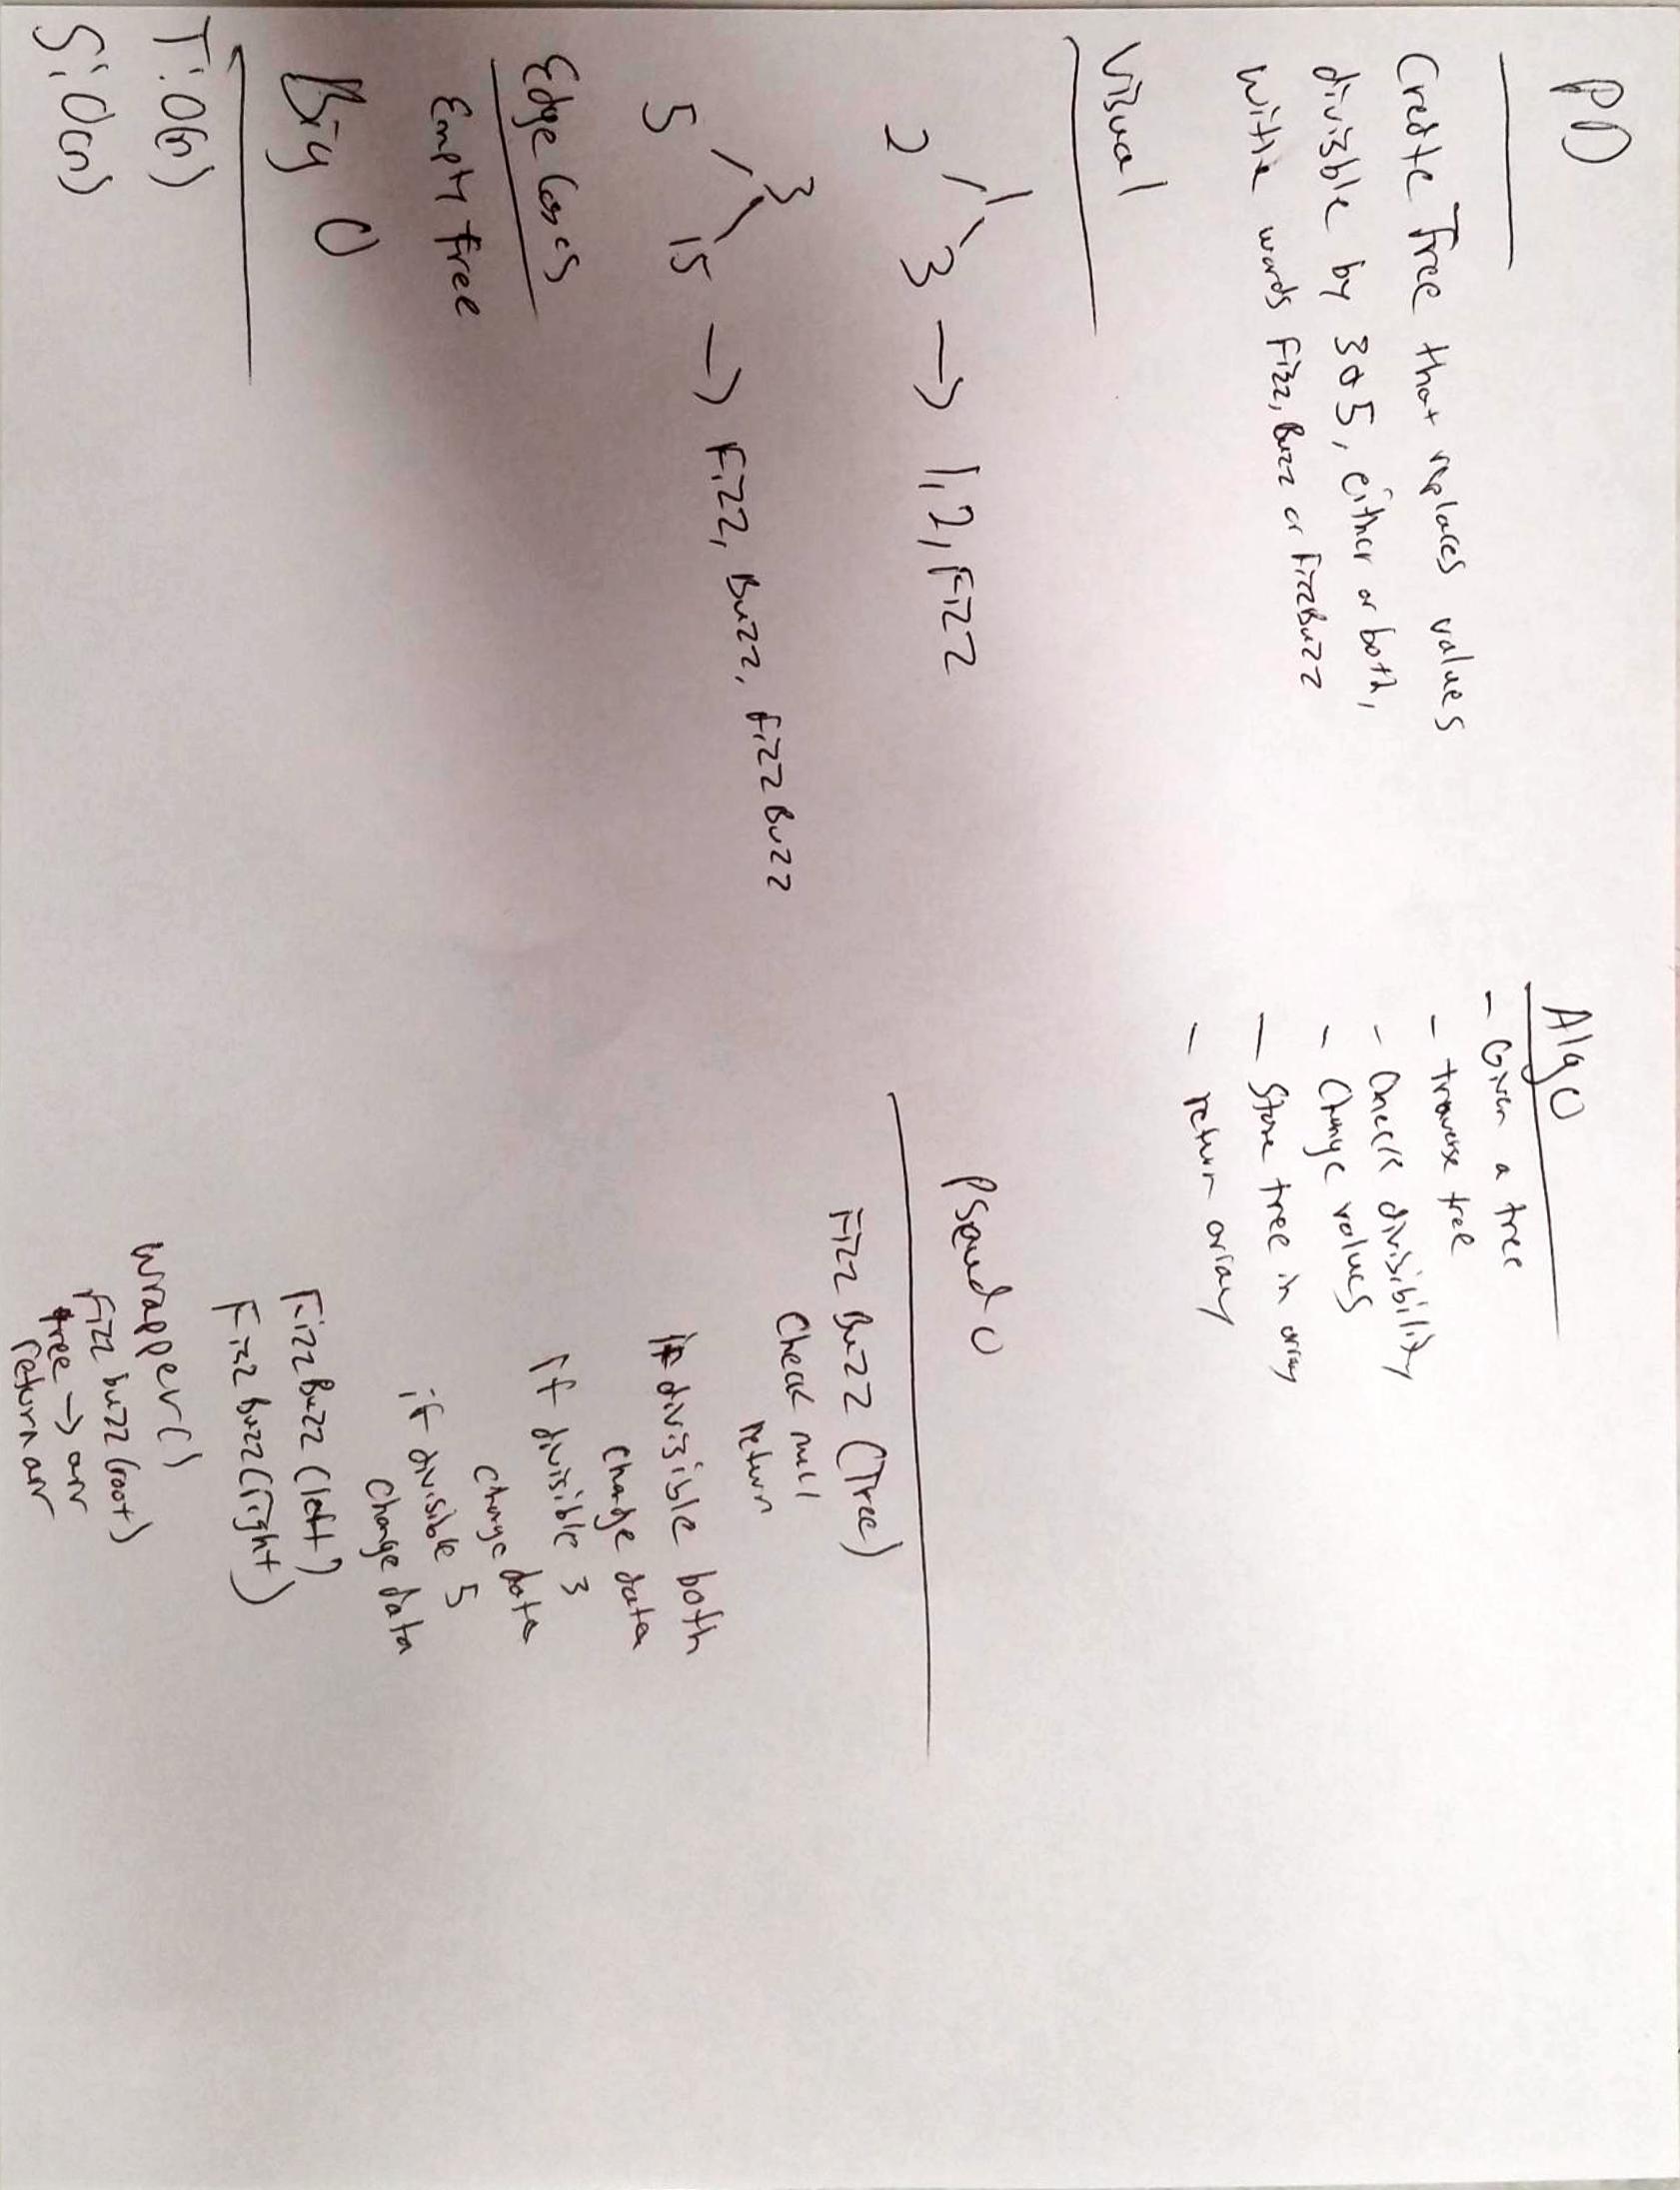 PD
Create Tree that replaces values
divisible by 3 & 5, either or both,
with words Fizz, Buzz or FizzBuzz
Visual
1
2 3 -> 1,2,Fizz
3
5 15 -> Fizz, Buzz, FizzBuzz
Edge Cases
Empty tree
Big O
T: O(n)
S: O(n)
Algo
- Given a tree
- traverse tree
- Check divisibility
- Change values
- Store tree in array
- return array
Pseudo
FizzBuzz (Tree)
Check null
return
if divisible both
change data
if divisible 3
change data
if divisible 5
change data
FizzBuzz (left)
FizzBuzz (right)
wrapper()
Fizz buzz (root)
tree -> arr
return arr